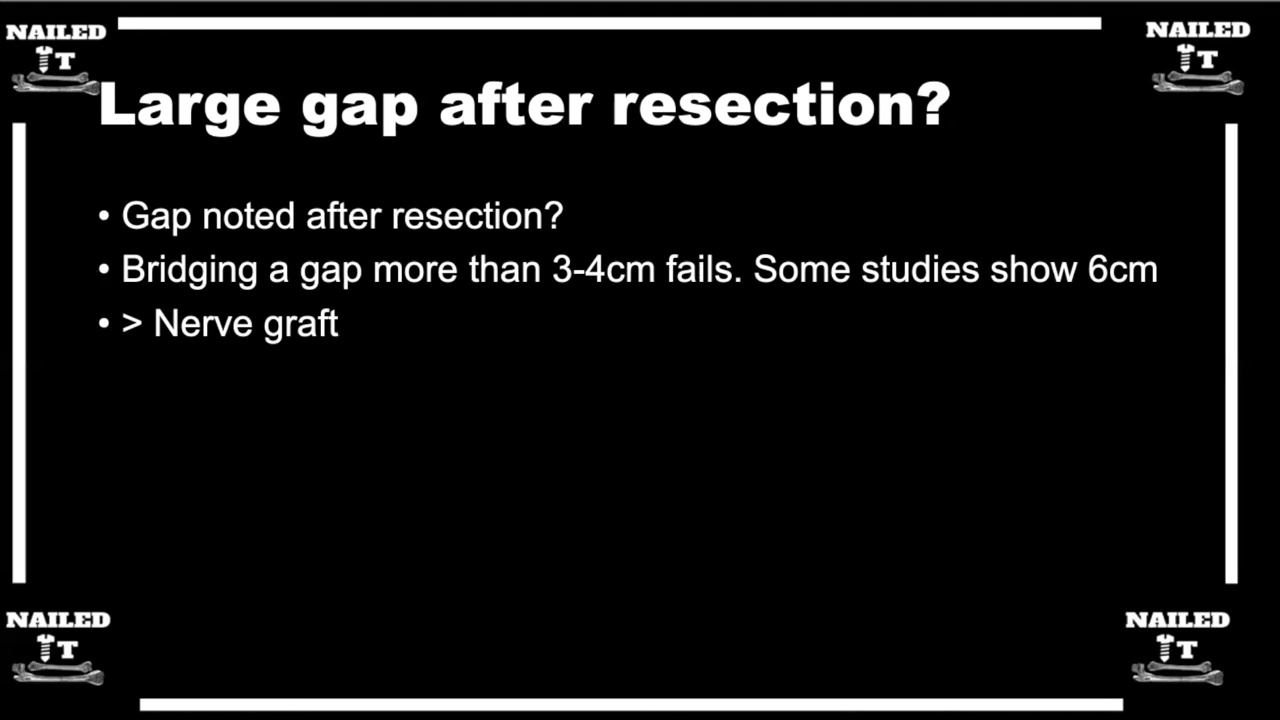 NAILED
IT
NAILED
IT
Large gap after resection?
• Gap noted after resection?
• Bridging a gap more than 3-4cm fails. Some studies show 6cm
• > Nerve graft
NAILED
IT
NAILED
IT